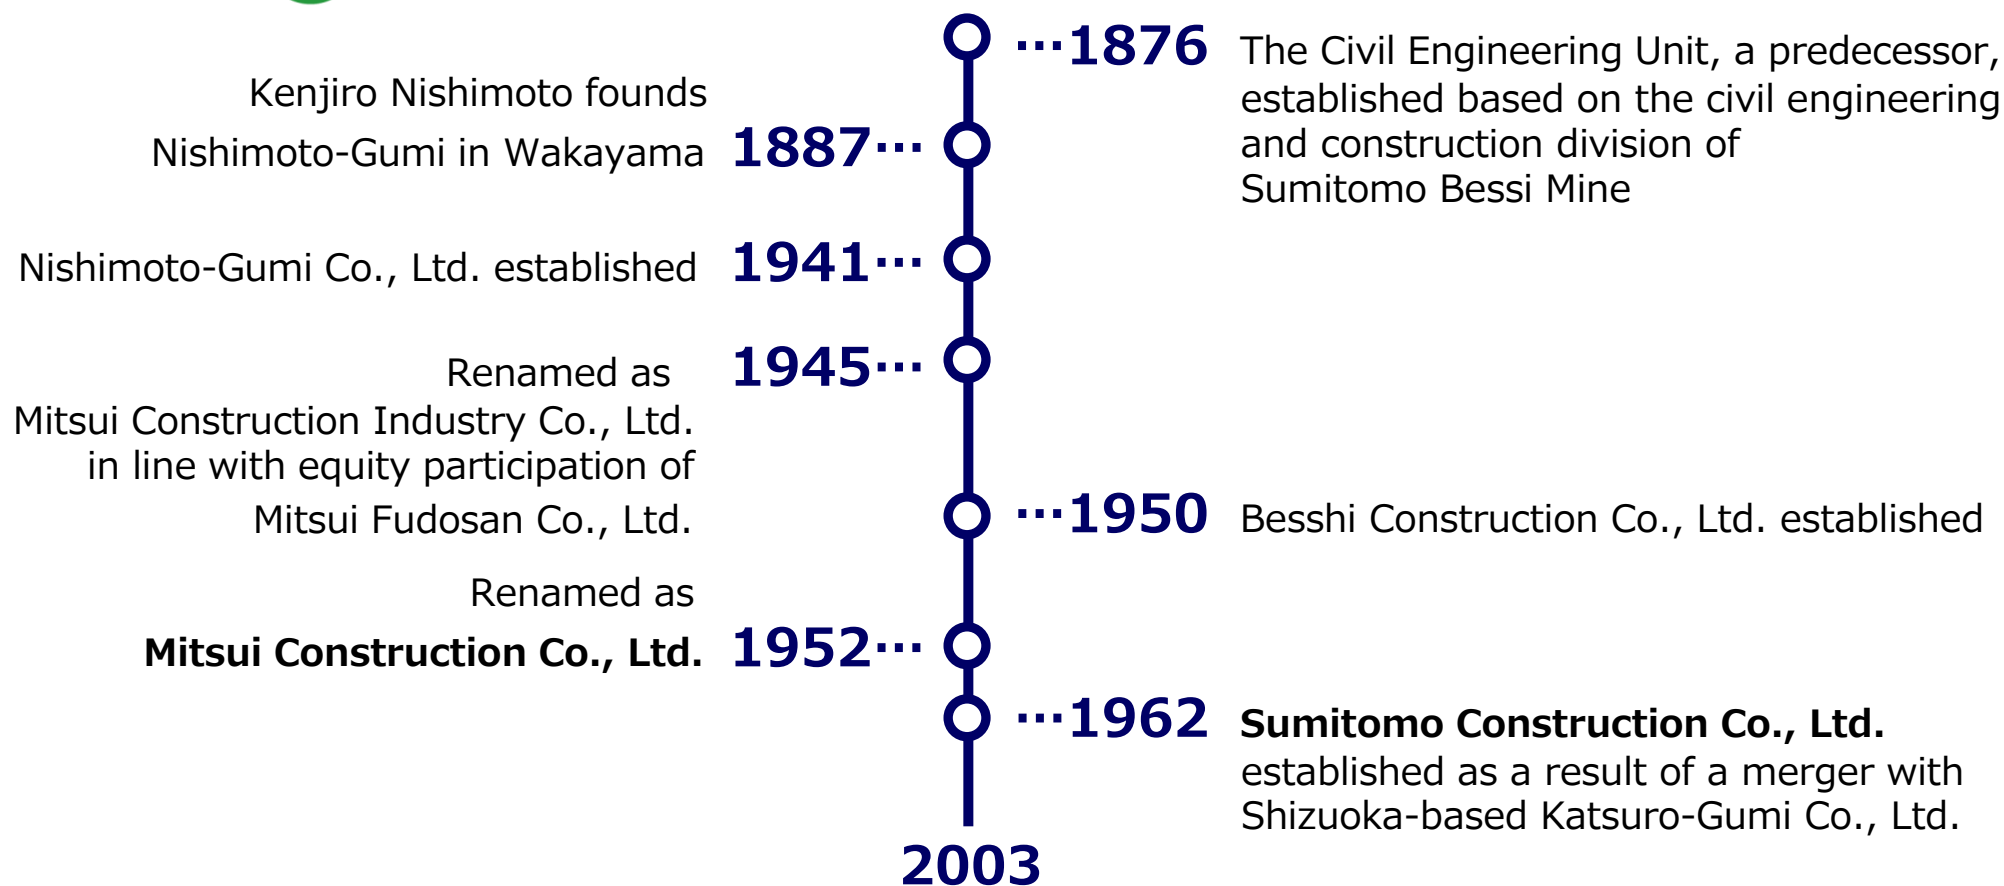 …1876 The Civil Engineering Unit, a predecessor,
established based on the civil engineering
and construction division of
Sumitomo Bessi Mine
Kenjiro Nishimoto founds
Nishimoto-Gumi in Wakayama 1887…
Nishimoto-Gumi Co., Ltd. established 1941…
Renamed as 1945…
Mitsui Construction Industry Co., Ltd.
in line with equity participation of
Mitsui Fudosan Co., Ltd.
…1950 Besshi Construction Co., Ltd. established
Renamed as
Mitsui Construction Co., Ltd. 1952…
…1962 Sumitomo Construction Co., Ltd.
established as a result of a merger with
Shizuoka-based Katsuro-Gumi Co., Ltd.
2003